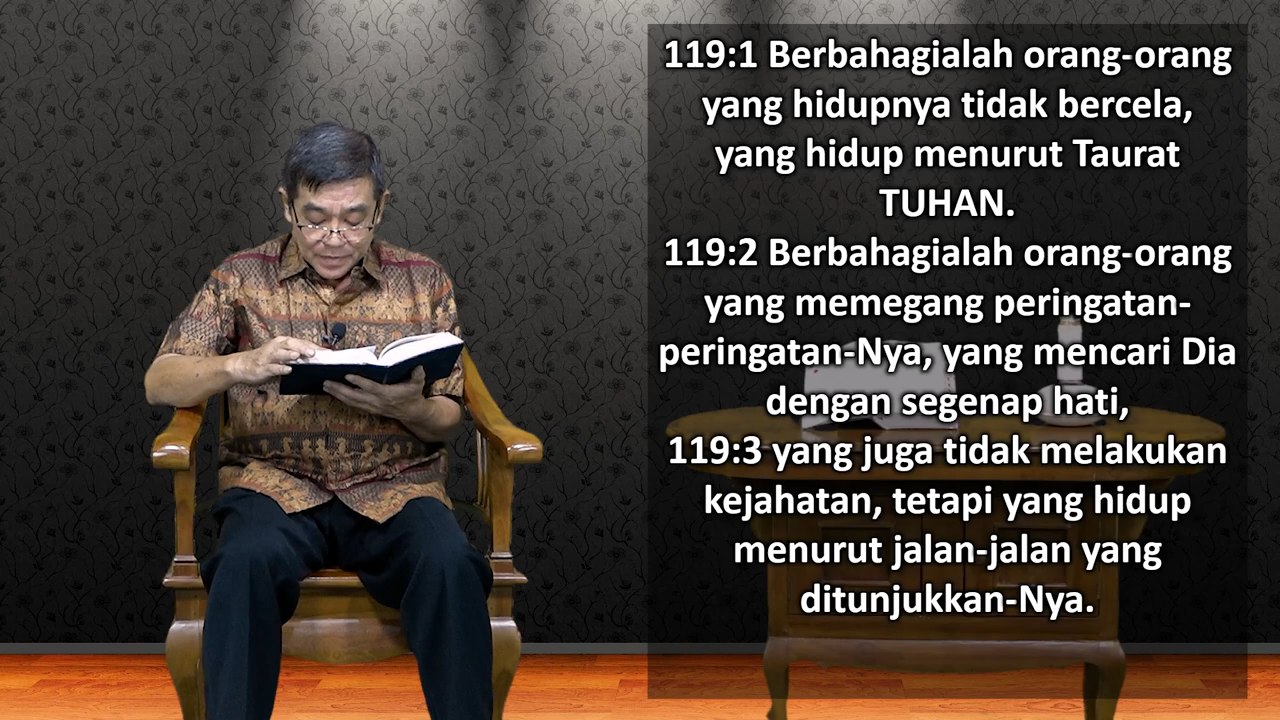 119:1 Berbahagialah orang-orang
yang hidupnya tidak bercela,
yang hidup menurut Taurat
TUHAN.
119:2 Berbahagialah orang-orang
yang memegang peringatan-
peringatan-Nya, yang mencari Dia
dengan segenap hati,
119:3 yang juga tidak melakukan
kejahatan, tetapi yang hidup
menurut jalan-jalan yang
ditunjukkan-Nya.